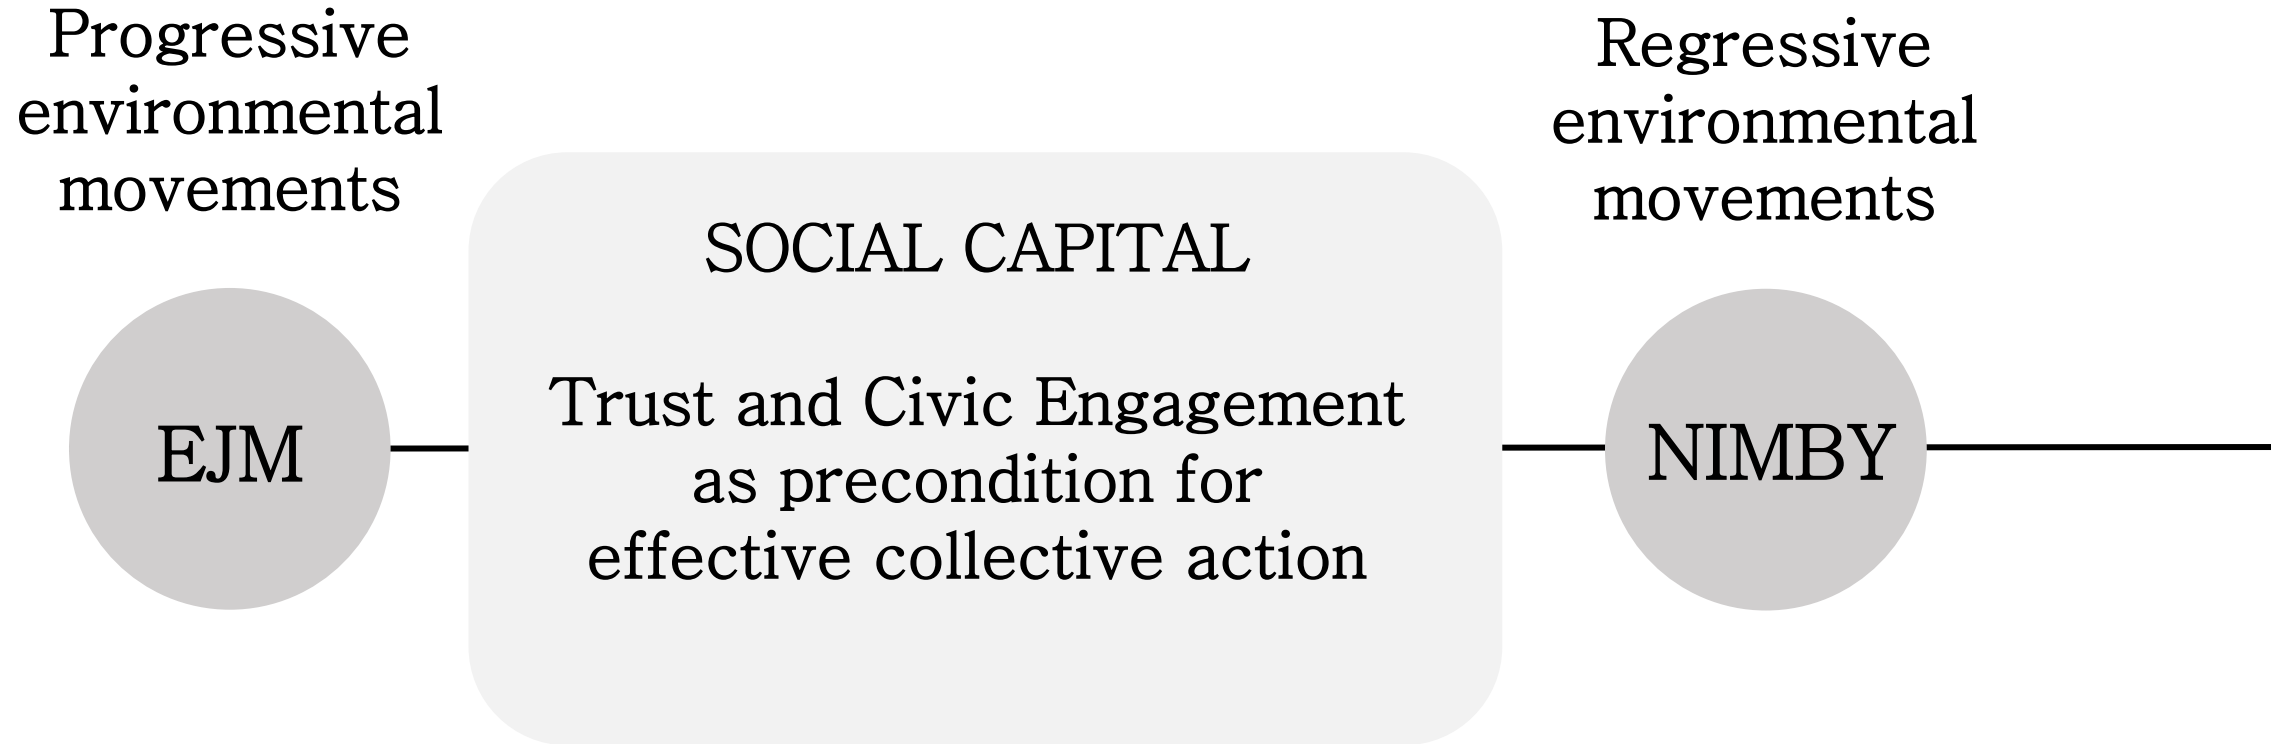 Progressive
environmental
movements
EJM
SOCIAL CAPITAL
Trust and Civic Engagement
as precondition for
effective collective action
Regressive
environmental
movements
NIMBY